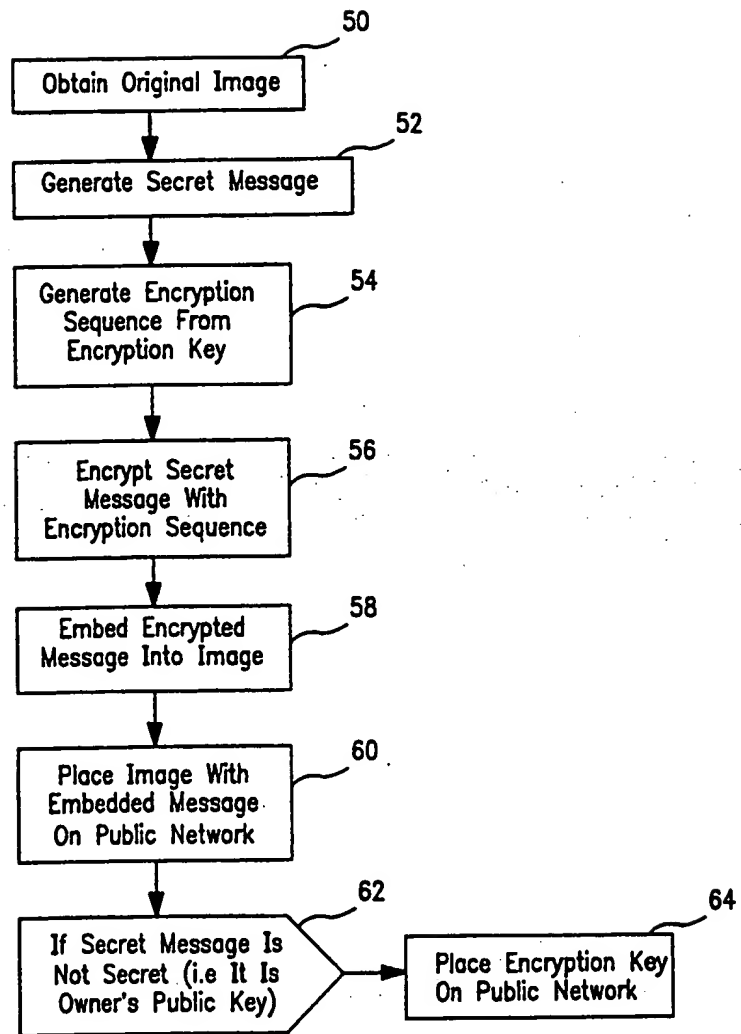 50
Obtain Original Image
52
Generate Secret Message
54
Generate Encryption
Sequence From
Encryption Key
56
Encrypt Secret
Message With
Encryption Sequence
58
Embed Encrypted
Message Into Image
60
Place Image With
Embedded Message
On Public Network
62
If Secret Message Is
Not Secret (i.e It Is
Owner's Public Key)
64
Place Encryption Key
On Public Network